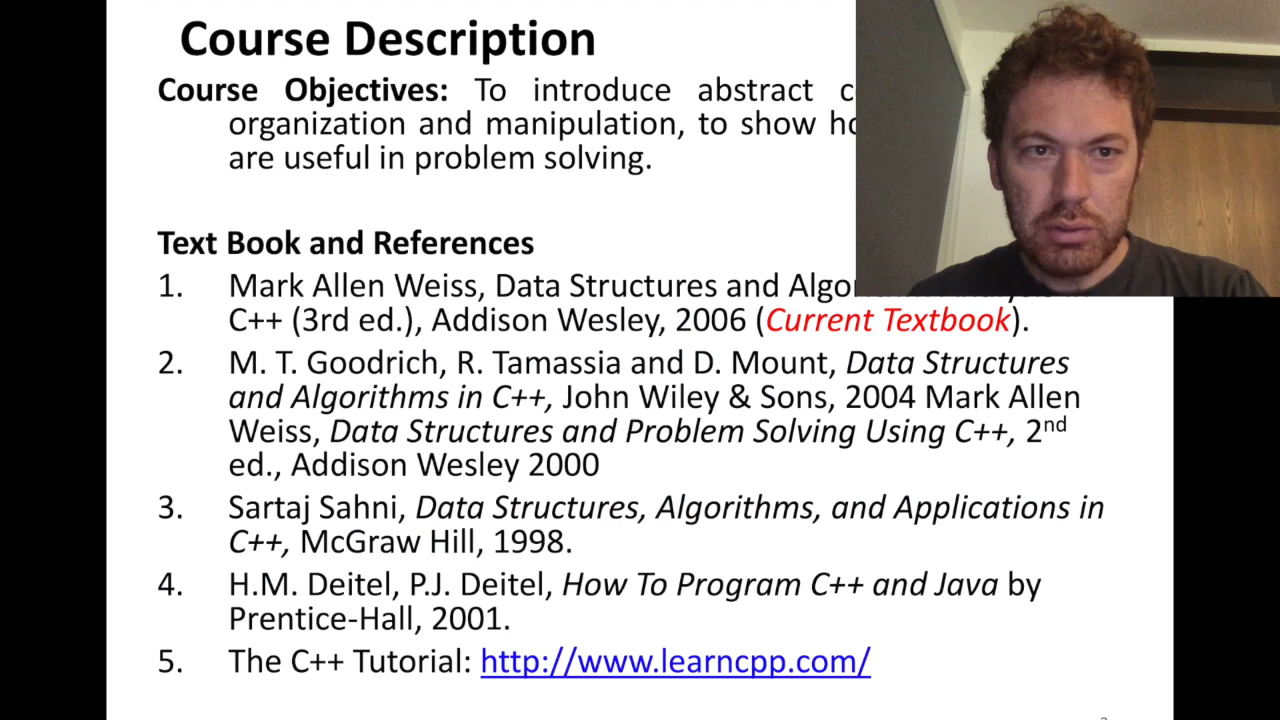 Course Description
Course Objectives: To introduce abstract
organization and manipulation, to show
are useful in problem solving.
Text Book and References
1. Mark Allen Weiss, Data Structures and
C++ (3rd ed.), Addison Wesley, 2006 (Current Textbook).
2. M. T. Goodrich, R. Tamassia and D. Mount, Data Structures
and Algorithms in C++, John Wiley & Sons, 2004 Mark Allen
Weiss, Data Structures and Problem Solving Using C++, 2nd
ed., Addison Wesley 2000
3. Sartaj Sahni, Data Structures, Algorithms, and Applications in
C++, McGraw Hill, 1998.
4. H.M. Deitel, P.J. Deitel, How To Program C++ and Java by
Prentice-Hall, 2001.
5. The C++ Tutorial: http://www.learncpp.com/